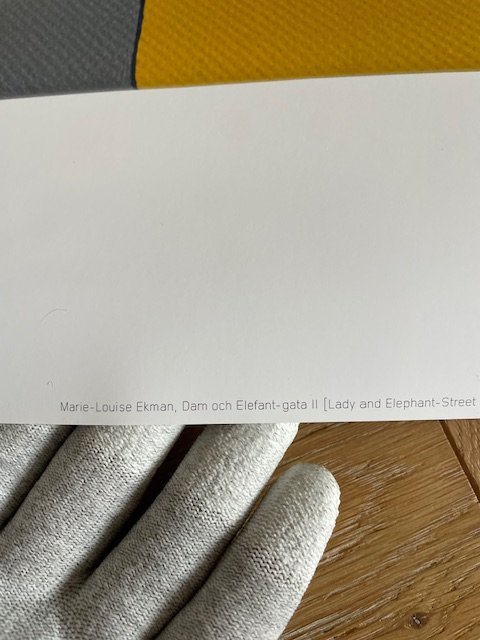 Marie-Louise Ekman, Dam och Elefant-gata II [Lady and Elephant-Street